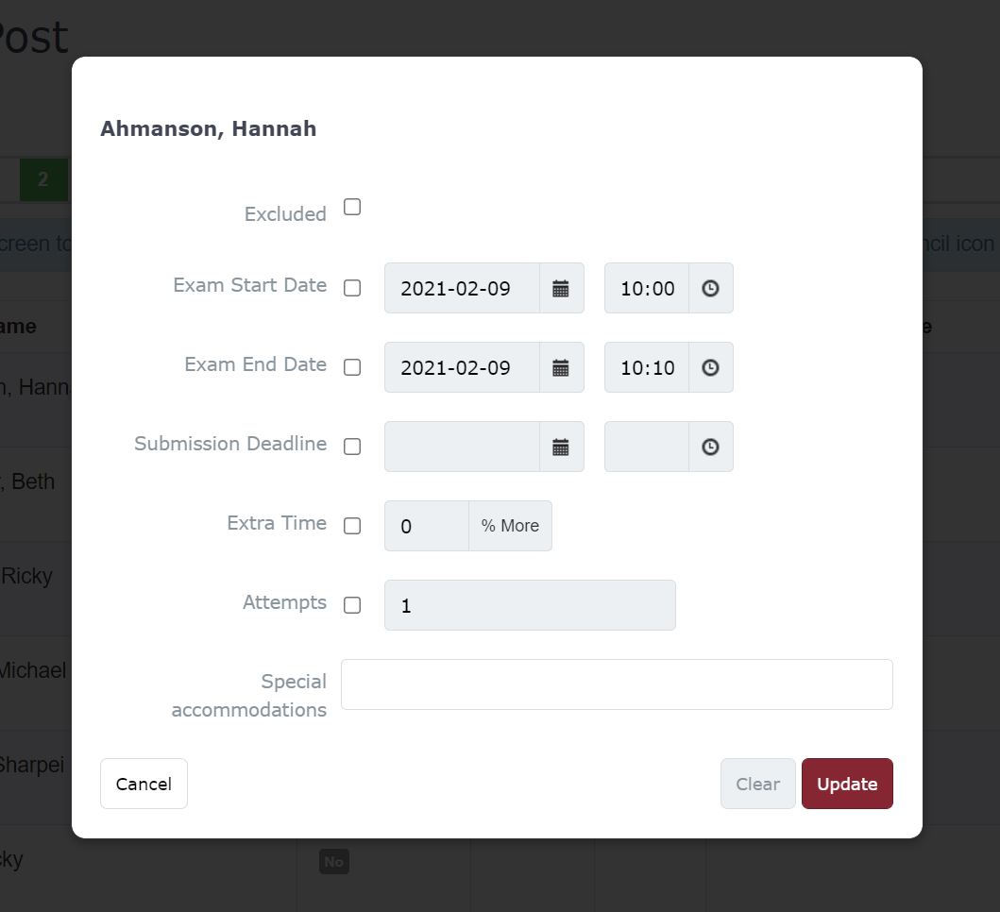 Post
2
creen to
ncil icon
ame
e
n, Hann
, Beth
Ricky
Michael
Sharpei
cky
No
Ahmanson, Hannah
Excluded
Exam Start Date 2021-02-09 10:00
Exam End Date 2021-02-09 10:10
Submission Deadline
Extra Time 0 % More
Attempts 1
Special
accommodations
Cancel Clear Update